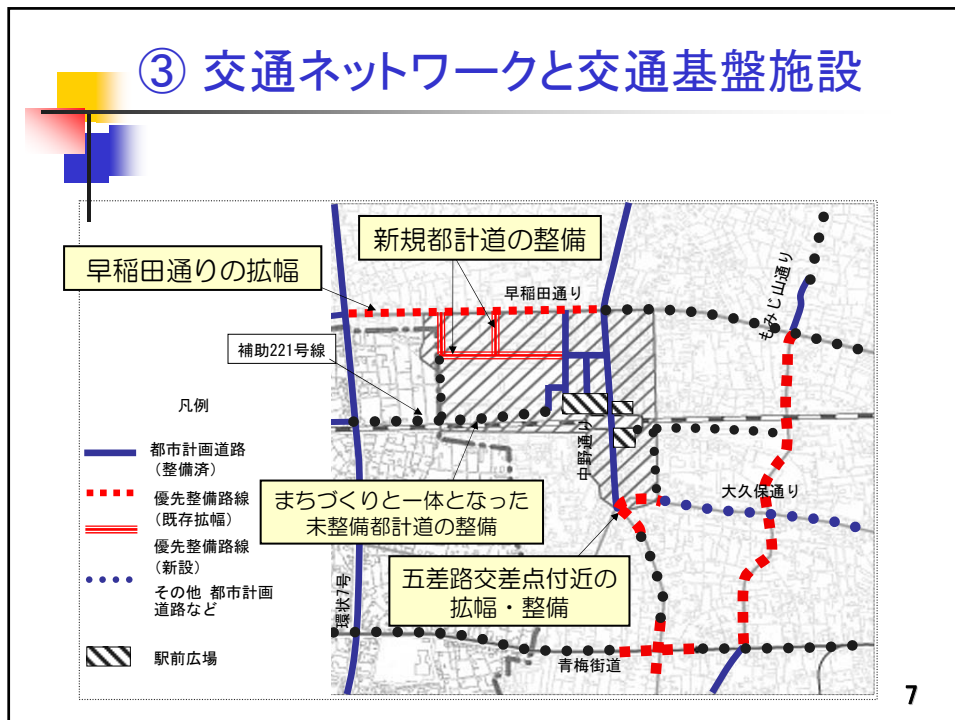 ③ 交通ネットワークと交通基盤施設
新規都計道の整備
早稲田通りの拡幅
早稲田通り
もみじ山通り
補助221号線
凡例
都市計画道路
(整備済)
優先整備路線
(既存拡幅)
優先整備路線
(新設)
その他 都市計画
道路など
駅前広場
中野通り
まちづくりと一体となった
未整備都計道の整備
大久保通り
五差路交差点付近の
拡幅・整備
環状7号
青梅街道
7